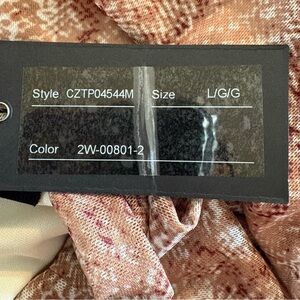 Style. CZTP04544M Size L/G/G
Color 2W-00801-2